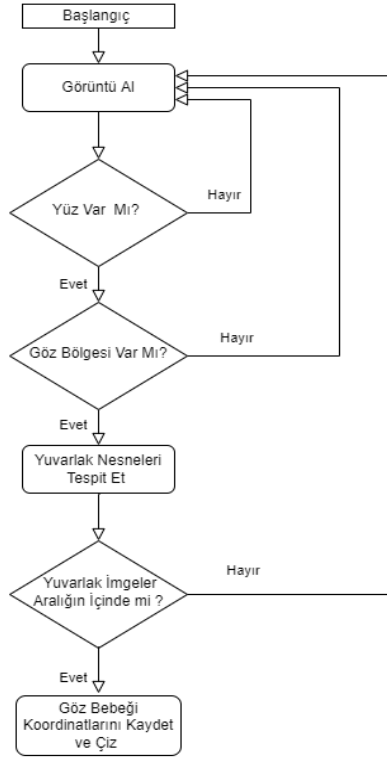 Başlangıç
Görüntü Al
Yüz Var Mı?
Hayır
Evet
Göz Bölgesi Var Mı?
Hayır
Evet
Yuvarlak Nesneleri
Tespit Et
Yuvarlak İmgeler
Aralığın İçinde mi ?
Hayır
Evet
Göz Bebeği
Koordinatlarını Kaydet
ve Çiz